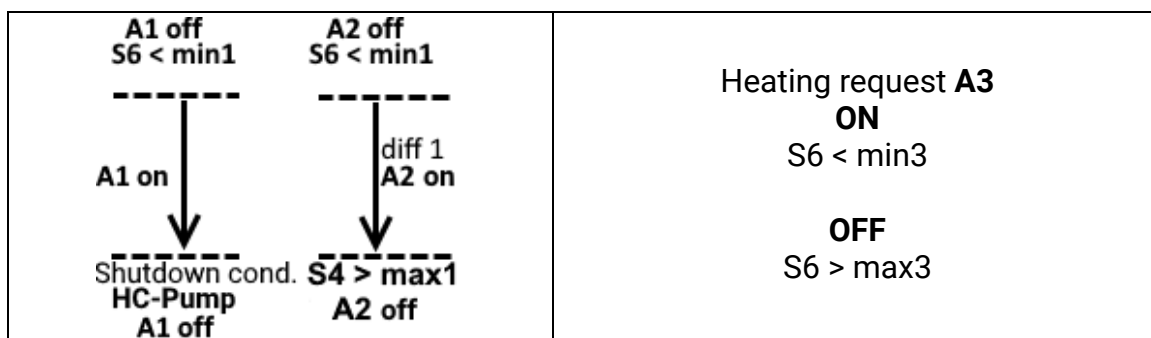 A1 off
S6 < min1
A1 on
Shutdown cond.
HC-Pump
A1 off
A2 off
S6 < min1
diff 1
A2 on
S4 > max1
A2 off
Heating request A3
ON
S6 < min3
OFF
S6 > max3